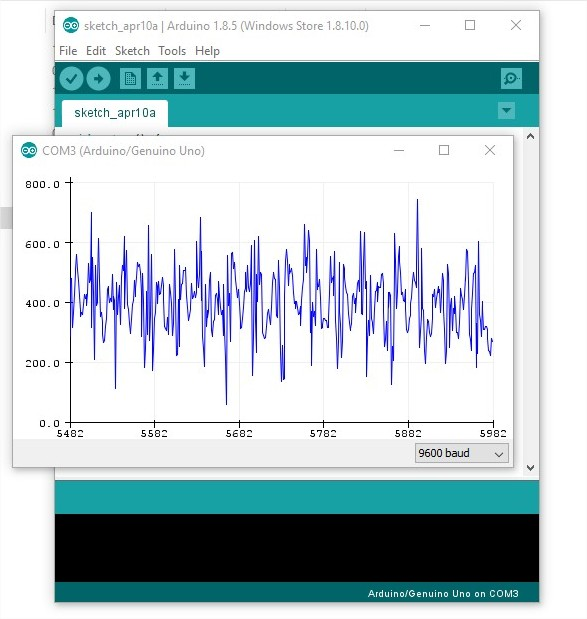 sketch_apr10a | Arduino 1.8.5 (Windows Store 1.8.10.0)
File Edit Sketch Tools Help
sketch_apr10a
COM3 (Arduino/Genuino Uno)
800.0
600.0
400.0
200.0
0.0
5482 5582 5682 5782 5882 5982
9600 baud
Arduino/Genuino Uno on COM3